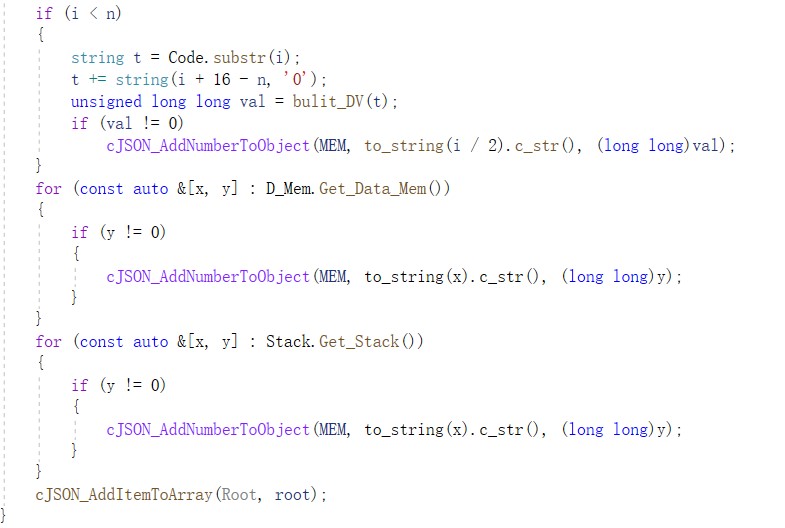 if (i < n)
{
string t = Code.substr(i);
t += string(i + 16 - n, '0');
unsigned long long val = bulit_DV(t);
if (val != 0)
cJSON_AddNumberToObject(MEM, to_string(i / 2).c_str(), (long long)val);
}
for (const auto &[x, y] : D_Mem.Get_Data_Mem())
{
if (y != 0)
{
cJSON_AddNumberToObject(MEM, to_string(x).c_str(), (long long)y);
}
}
for (const auto &[x, y] : Stack.Get_Stack())
{
if (y != 0)
{
cJSON_AddNumberToObject(MEM, to_string(x).c_str(), (long long)y);
}
}
cJSON_AddItemToArray(Root, root);
}